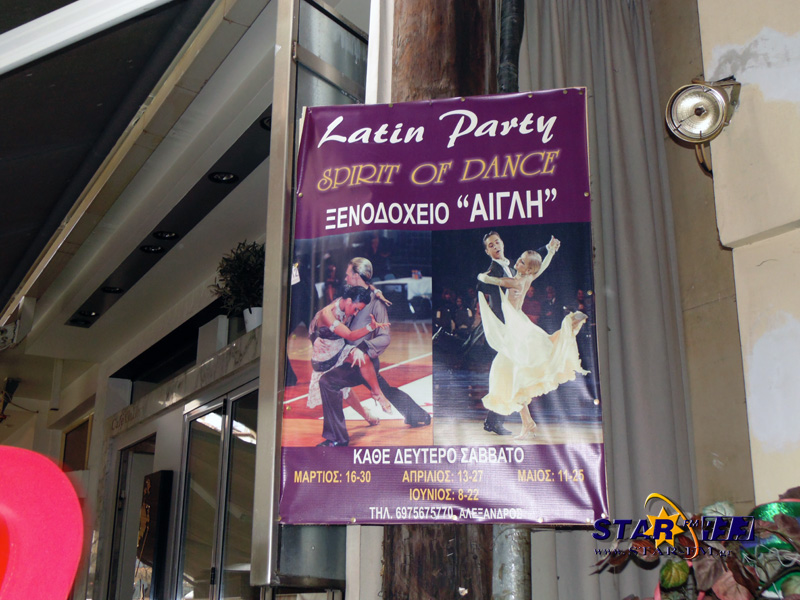 Latin Party
SPIRIT OF DANCE
ΞΕΝΟΔΟΧΕΙΟ “ΑΙΓΛΗ”
ΚΑΘΕ ΔΕΥΤΕΡΟ ΣΑΒΒΑΤΟ
ΜΑΡΤΙΟΣ: 16-30 ΑΠΡΙΛΙΟΣ: 13-27 ΜΑΙΟΣ: 11-25
ΙΟΥΝΙΟΣ: 8-22
ΤΗΛ. 6975675770, ΑΛΕΞΑΝΔΡΟΣ
STAR